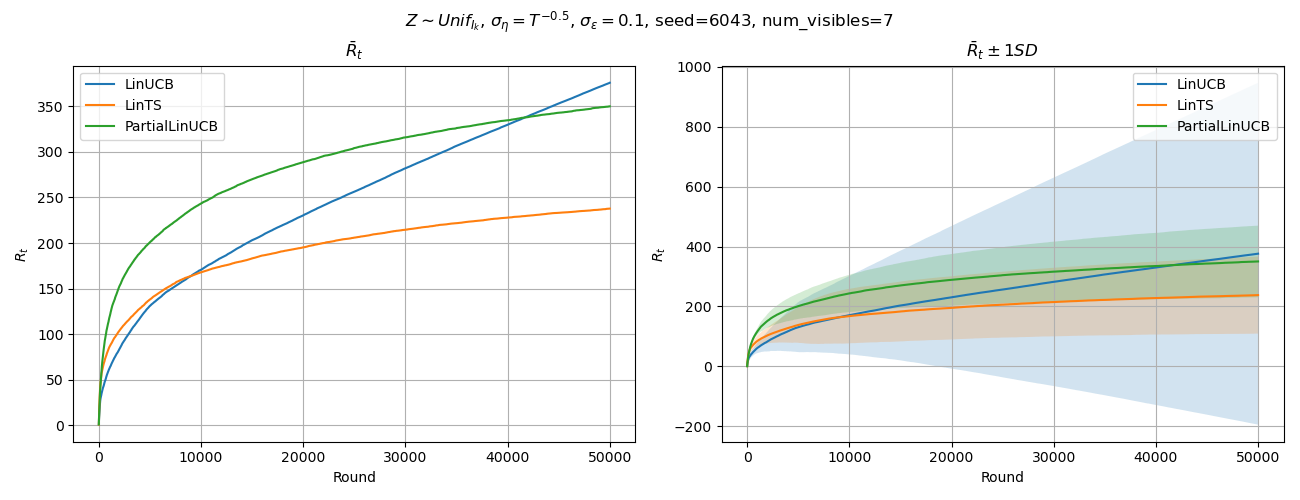 Z ∼ Unif_{I_k}, σ_η = T^{−0.5}, σ_ε = 0.1, seed=6043, num_visibles=7
R̄_t
R_t
350
300
250
200
150
100
50
0
LinUCB
LinTS
PartialLinUCB
0 10000 20000 30000 40000 50000
Round
R̄_t ± 1SD
R_t
1000
800
600
400
200
0
−200
LinUCB
LinTS
PartialLinUCB
0 10000 20000 30000 40000 50000
Round